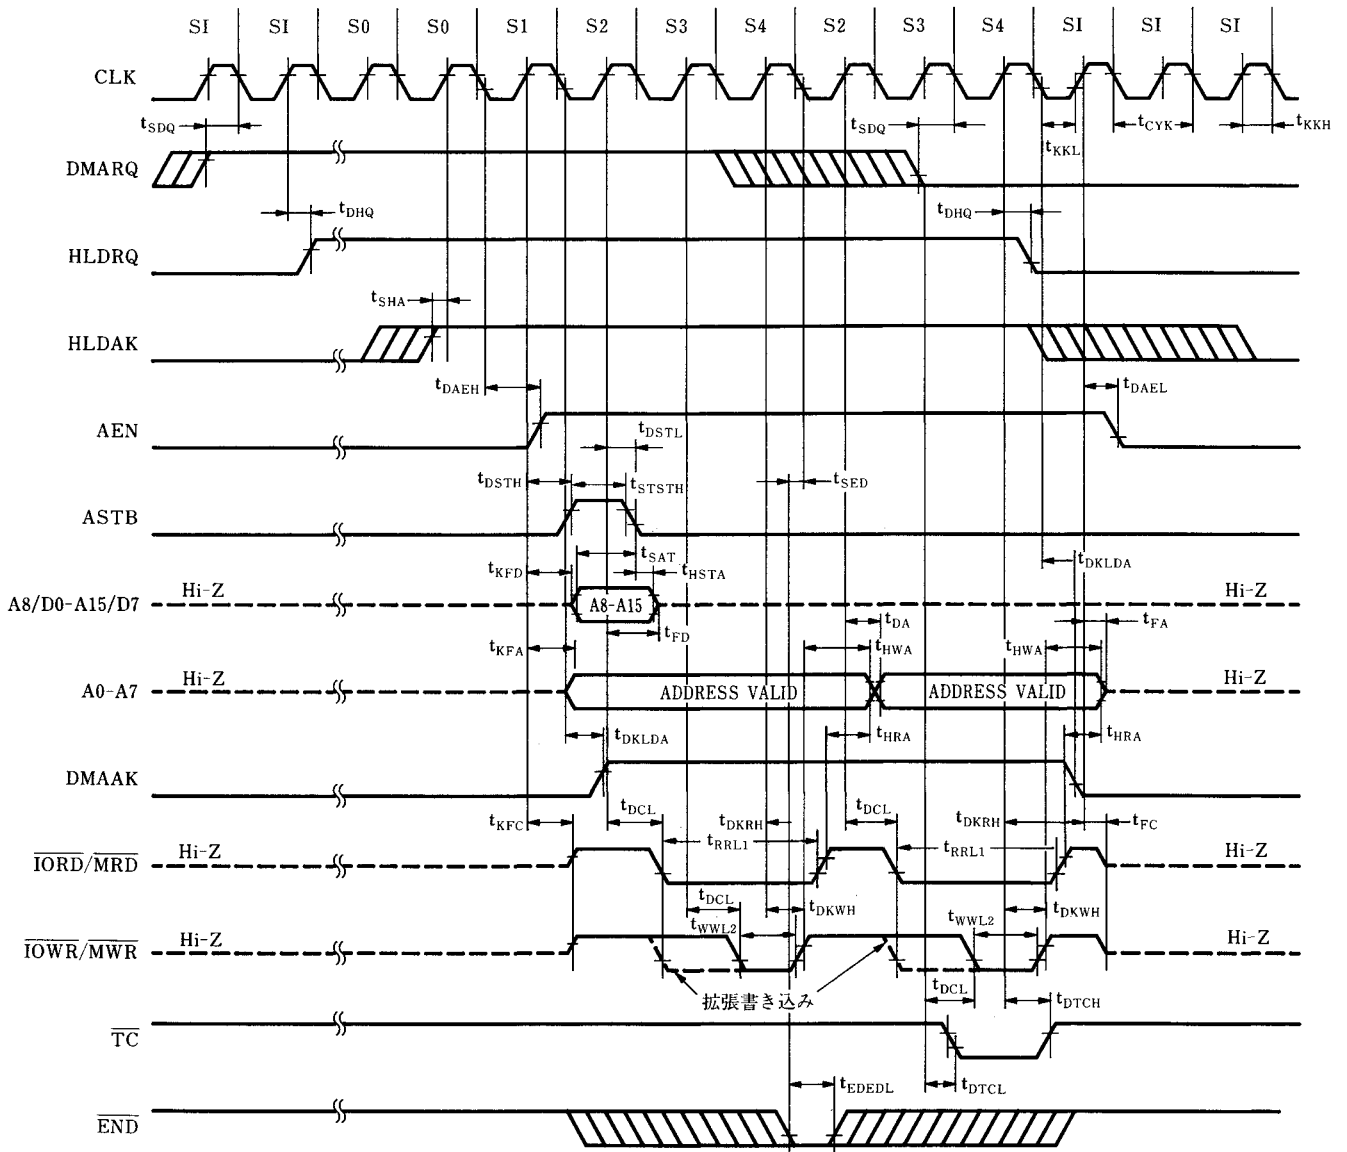 SI SI S0 S0 S1 S2 S3 S4 S2 S3 S4 SI SI SI
CLK
tSDQ tSDQ tKKL tCYK tKKH
DMARQ
tDHQ tDHQ
HLDRQ
tSHA
HLDAK
tDAEH tDAEL
AEN
tDSTL
tDSTH tSTSTH tSED
ASTB
tSAT
tKFD tHSTA tDKLDA
A8/D0-A15/D7 Hi-Z A8-A15 Hi-Z
tFD tDA tFA
tKFA tHWA tHWA
A0-A7 Hi-Z ADDRESS VALID ADDRESS VALID Hi-Z
tDKLDA tHRA tHRA
DMAAK
tKFC tDCL tDKRH tDCL tDKRH tFC
tRRL1 tRRL1
IORD/MRD Hi-Z Hi-Z
tDCL tDKWH tDKWH
tWWL2 tWWL2
IOWR/MWR Hi-Z Hi-Z
拡張書き込み
tDCL tDTCH
TC
tEDEDL tDTCL
END